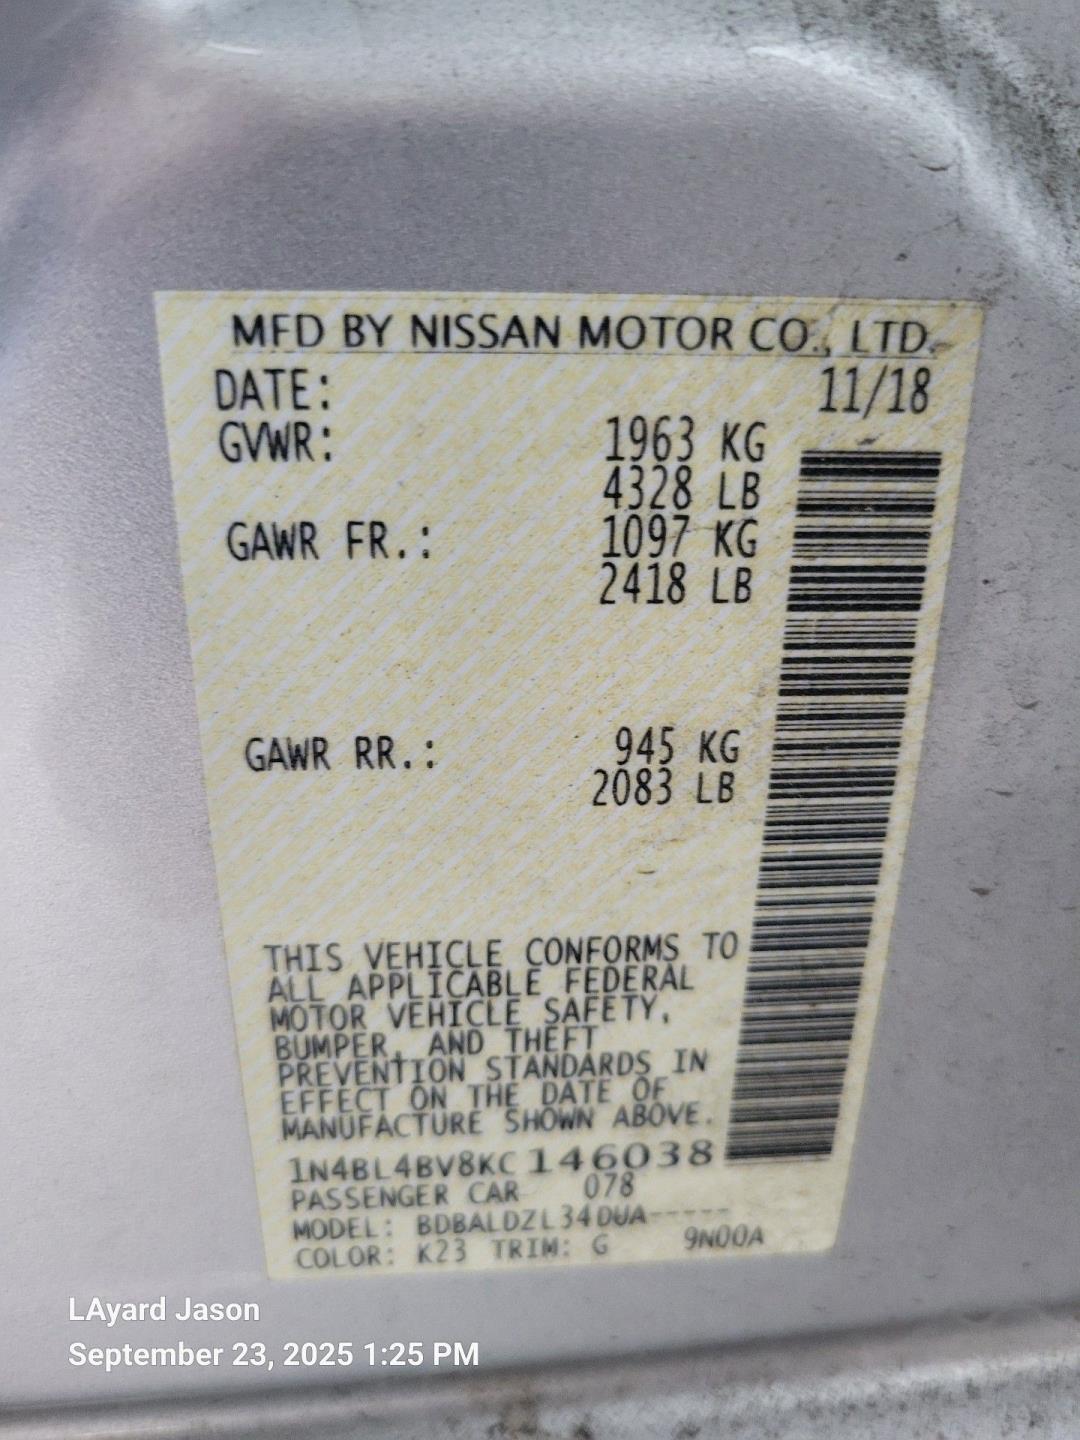 MFD BY NISSAN MOTOR CO., LTD.
DATE: 11/18
GVWR: 1963 KG
4328 LB
GAWR FR.: 1097 KG
2418 LB
GAWR RR.: 945 KG
2083 LB
THIS VEHICLE CONFORMS TO
ALL APPLICABLE FEDERAL
MOTOR VEHICLE SAFETY,
BUMPER, AND THEFT
PREVENTION STANDARDS IN
EFFECT ON THE DATE OF
MANUFACTURE SHOWN ABOVE.
1N4BL4BV8KC146038
PASSENGER CAR 078
MODEL: BDBALDZL34DUA-----
COLOR: K23 TRIM: G 9N00A
LAyard Jason
September 23, 2025 1:25 PM